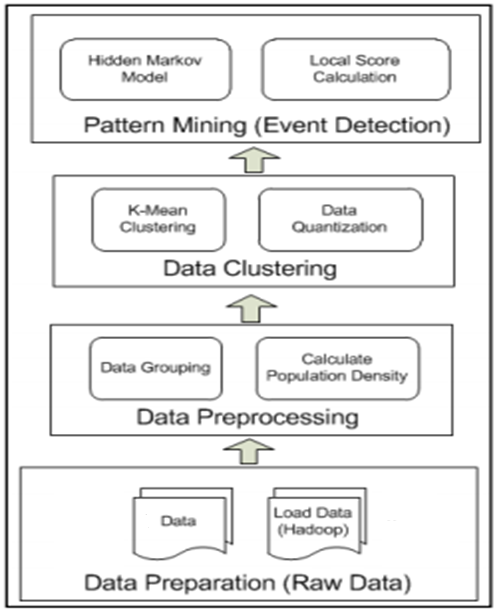 Hidden Markov
Model
Local Score
Calculation
Pattern Mining (Event Detection)
K-Mean
Clustering
Data
Quantization
Data Clustering
Data Grouping
Calculate
Population Density
Data Preprocessing
Data
Load Data
(Hadoop)
Data Preparation (Raw Data)